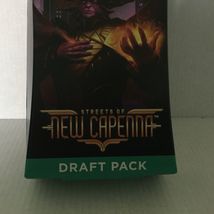 STREETS OF
NEW CAPENNA
DRAFT PACK